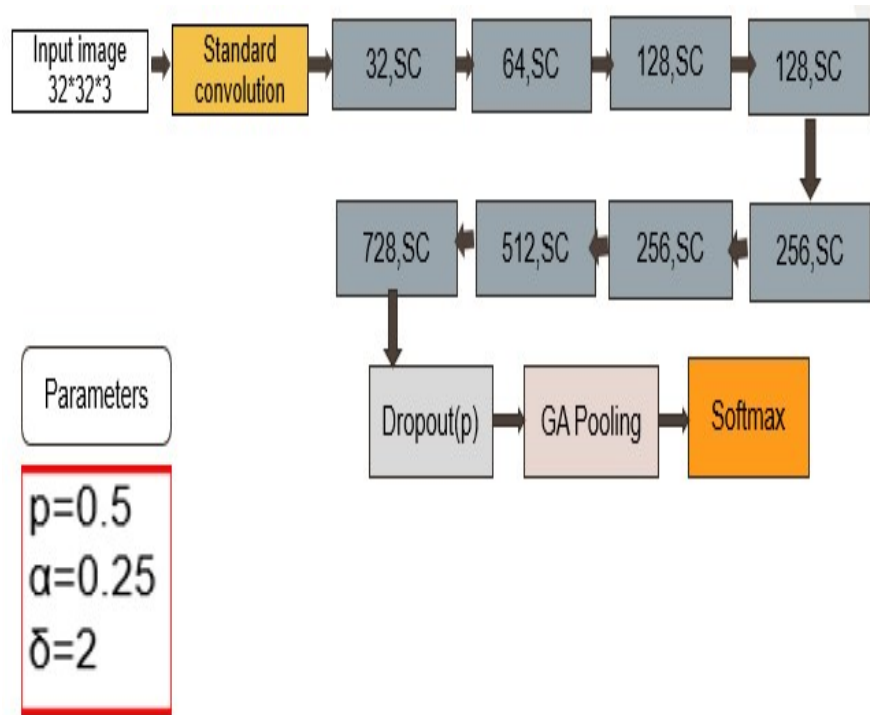 Input image
32*32*3
Standard
convolution
32,SC
64,SC
128,SC
128,SC
728,SC
512,SC
256,SC
256,SC
Parameters
Dropout(p)
GA Pooling
Softmax
p=0.5
α=0.25
δ=2